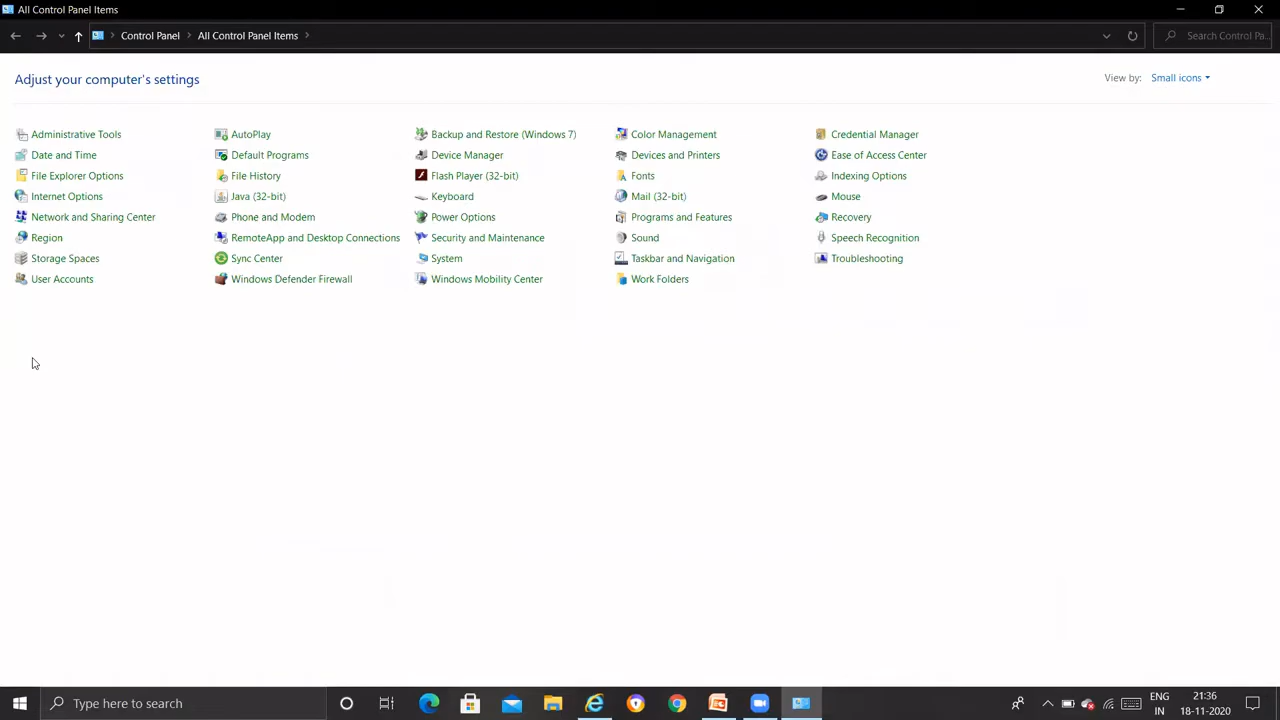 All Control Panel Items
Control Panel > All Control Panel Items >
Search Control Pa...
Adjust your computer's settings
View by: Small icons
Administrative Tools
AutoPlay
Backup and Restore (Windows 7)
Color Management
Credential Manager
Date and Time
Default Programs
Device Manager
Devices and Printers
Ease of Access Center
File Explorer Options
File History
Flash Player (32-bit)
Fonts
Indexing Options
Internet Options
Java (32-bit)
Keyboard
Mail (32-bit)
Mouse
Network and Sharing Center
Phone and Modem
Power Options
Programs and Features
Recovery
Region
RemoteApp and Desktop Connections
Security and Maintenance
Sound
Speech Recognition
Storage Spaces
Sync Center
System
Taskbar and Navigation
Troubleshooting
User Accounts
Windows Defender Firewall
Windows Mobility Center
Work Folders
Type here to search
ENG
IN
21:36
18-11-2020